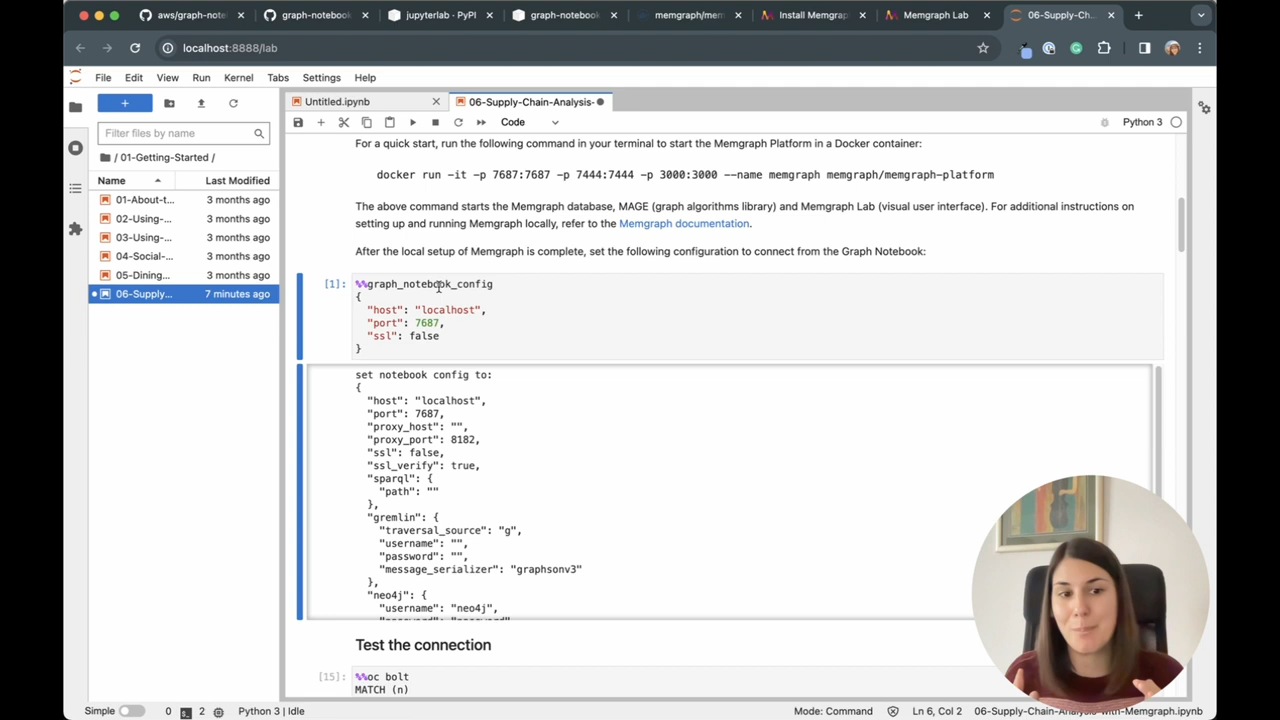 aws/graph-note
graph-notebook
jupyterlab · PyPI
graph-notebook
memgraph/mem
Install Memgrap
Memgraph Lab
06-Supply-Ch
localhost:8888/lab
File Edit View Run Kernel Tabs Settings Help
Untitled.ipynb
06-Supply-Chain-Analysis-
Filter files by name
Code
Python 3
/ 01-Getting-Started /
Name Last Modified
01-About-t... 3 months ago
02-Using-... 3 months ago
03-Using-... 3 months ago
04-Social-... 3 months ago
05-Dining... 3 months ago
06-Supply... 7 minutes ago
For a quick start, run the following command in your terminal to start the Memgraph Platform in a Docker container:
docker run -it -p 7687:7687 -p 7444:7444 -p 3000:3000 --name memgraph memgraph/memgraph-platform
The above command starts the Memgraph database, MAGE (graph algorithms library) and Memgraph Lab (visual user interface). For additional instructions on
setting up and running Memgraph locally, refer to the Memgraph documentation.
After the local setup of Memgraph is complete, set the following configuration to connect from the Graph Notebook:
[1]: %%graph_notebook_config
{
"host": "localhost",
"port": 7687,
"ssl": false
}
set notebook config to:
{
"host": "localhost",
"port": 7687,
"proxy_host": "",
"proxy_port": 8182,
"ssl": false,
"ssl_verify": true,
"sparql": {
"path": ""
},
"gremlin": {
"traversal_source": "g",
"username": "",
"password": "",
"message_serializer": "graphsonv3"
},
"neo4j": {
"username": "neo4j",
Test the connection
[15]: %%oc bolt
MATCH (n)
Simple 0 2 Python 3 | Idle Mode: Command Ln 6, Col 2 06-Supply-Chain-Analysis-with-Memgraph.ipynb